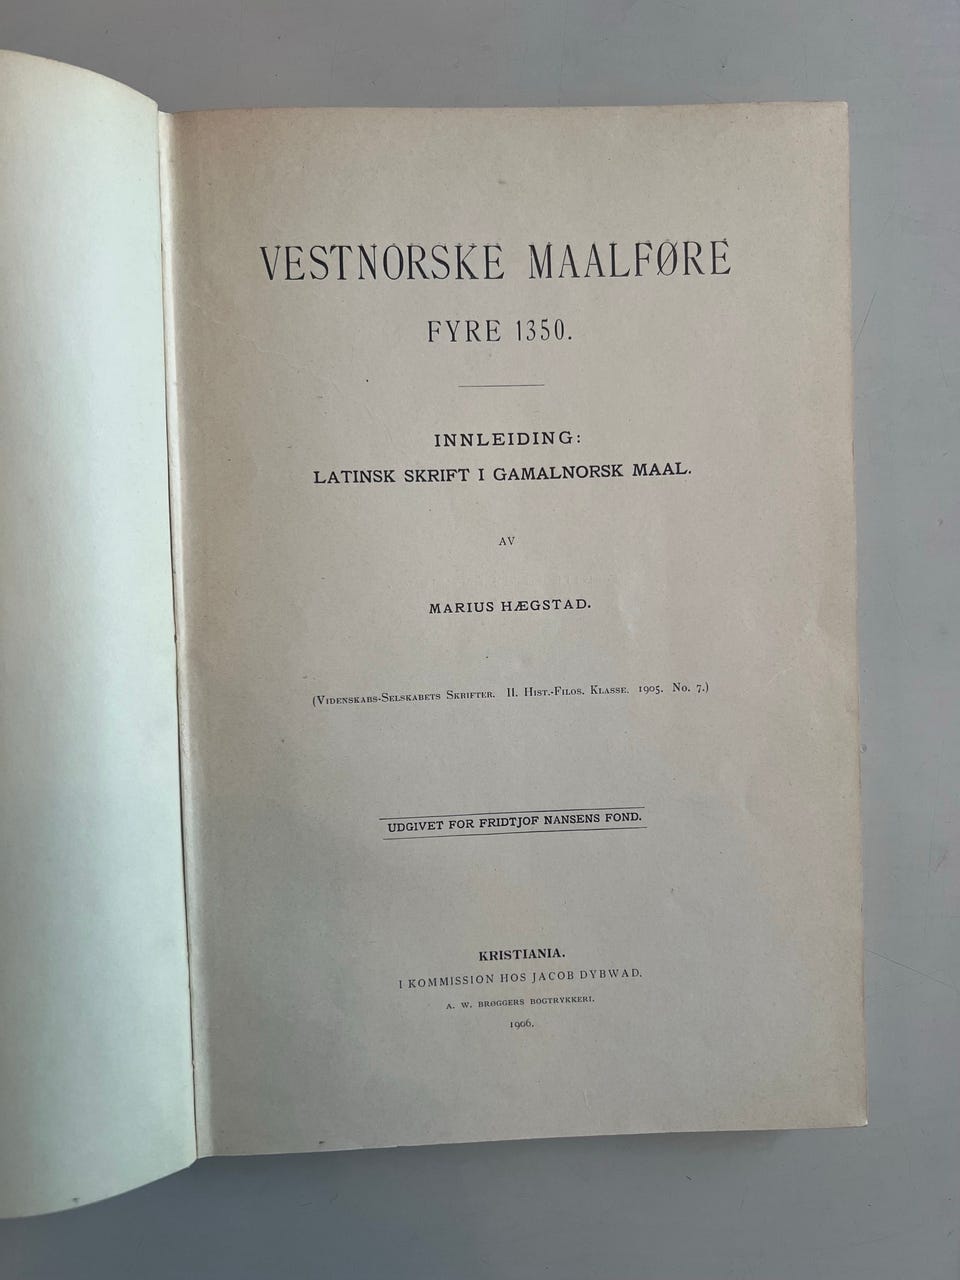 VESTNORSKE MAALFØRE
FYRE 1350.
INNLEIDING:
LATINSK SKRIFT I GAMALNORSK MAAL.
AV
MARIUS HÆGSTAD.
(VIDENSKABS-SELSKABETS SKRIFTER. II. HIST.-FILOS. KLASSE. 1905. No. 7.)
UDGIVET FOR FRIDTJOF NANSENS FOND.
KRISTIANIA.
I KOMMISSION HOS JACOB DYBWAD.
A. W. BRØGGERS BOGTRYKKERI.
1906.